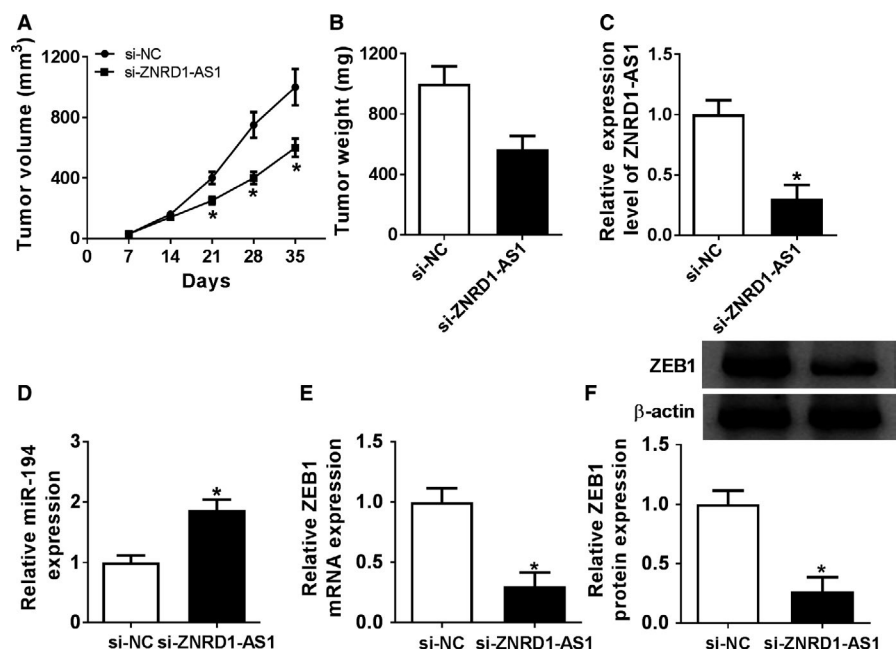 A
si-NC
si-ZNRD1-AS1
Tumor volume (mm3)
1200
800
400
0
0
7
14
21
28
35
*
*
*
Days
B
Tumor weight (mg)
1200
900
600
300
0
si-NC
si-ZNRD1-AS1
C
Relative expression
level of ZNRD1-AS1
1.5
1.0
0.5
0.0
*
si-NC
si-ZNRD1-AS1
D
Relative miR-194
expression
3
2
1
0
*
si-NC
si-ZNRD1-AS1
E
Relative ZEB1
mRNA expression
1.5
1.0
0.5
0.0
*
si-NC
si-ZNRD1-AS1
F
ZEB1
β-actin
Relative ZEB1
protein expression
1.5
1.0
0.5
0.0
*
si-NC
si-ZNRD1-AS1